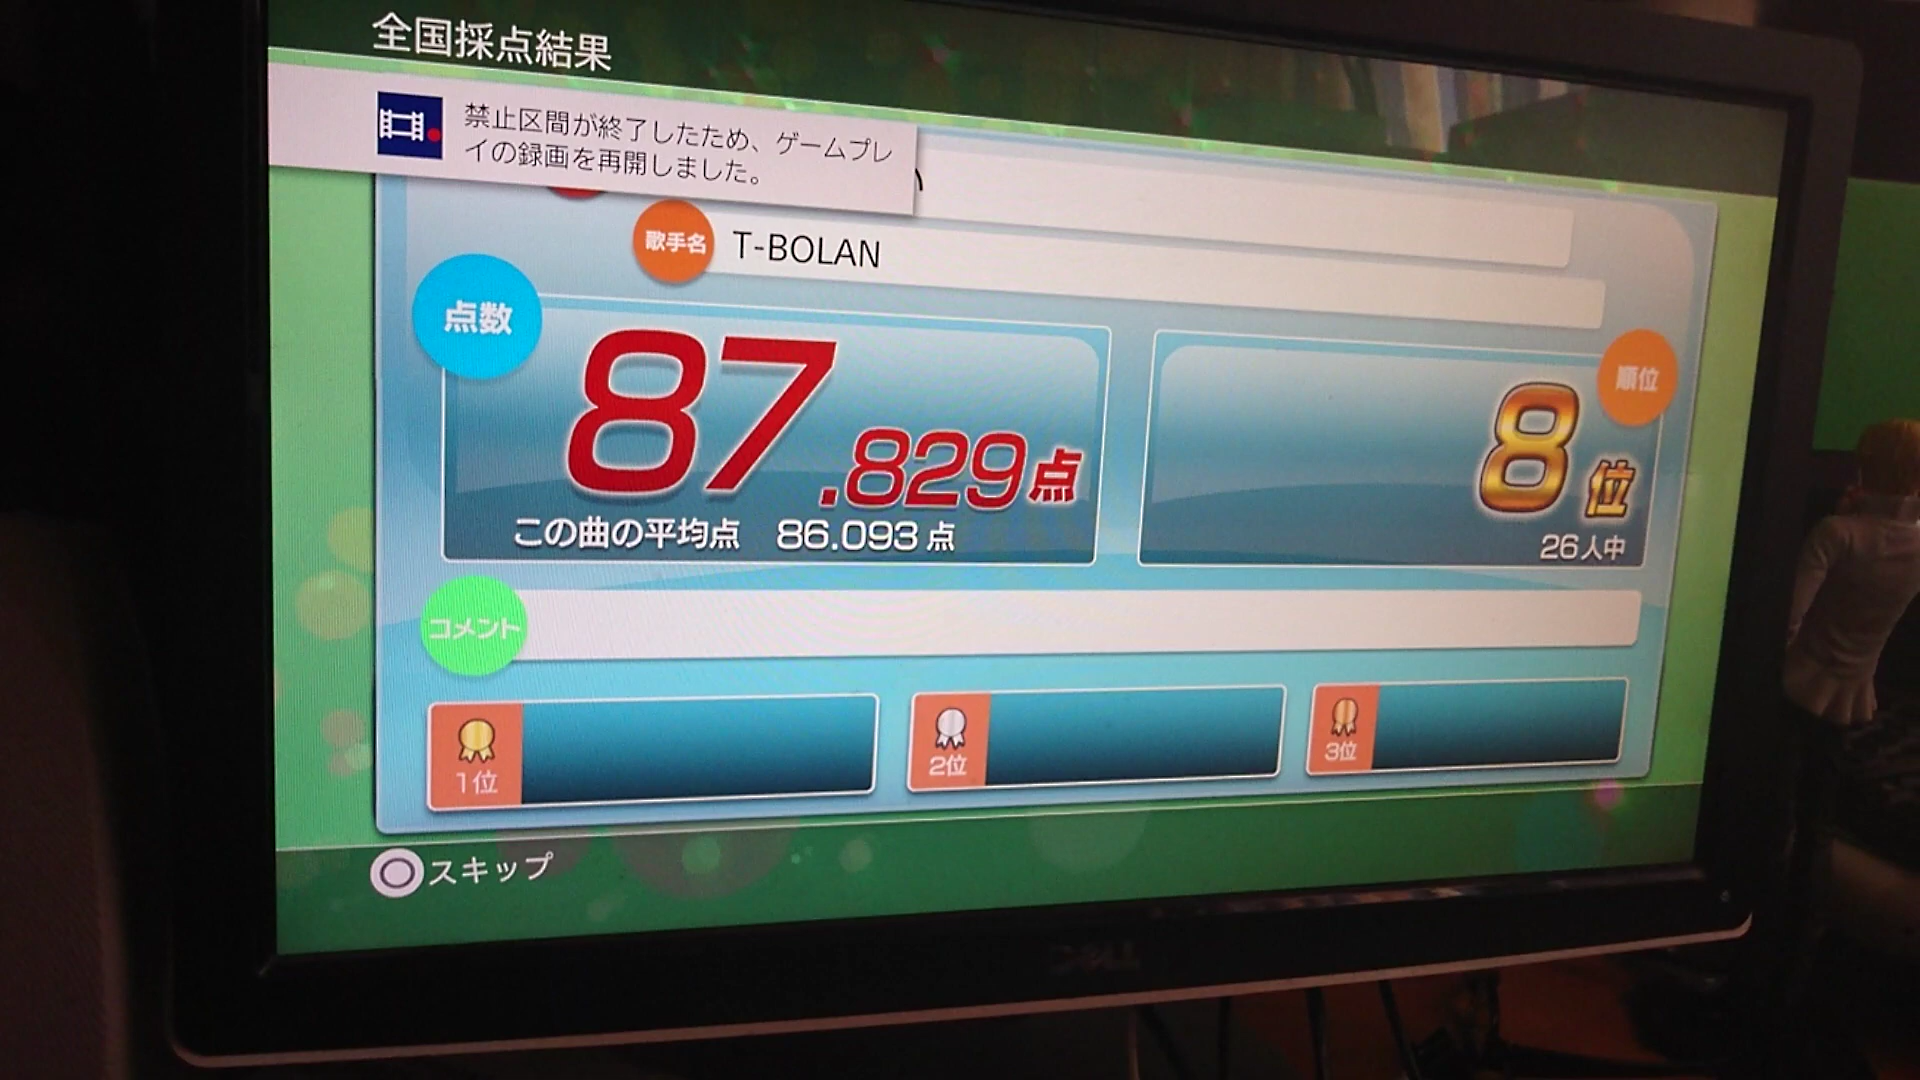 全国採点結果
禁止区間が終了したため、ゲームプレ
イの録画を再開しました。
い
歌手名 T-BOLAN
点数
87.829点
この曲の平均点 86.093点
順位
8位
26人中
コメント
1位
2位
3位
スキップ
DELL